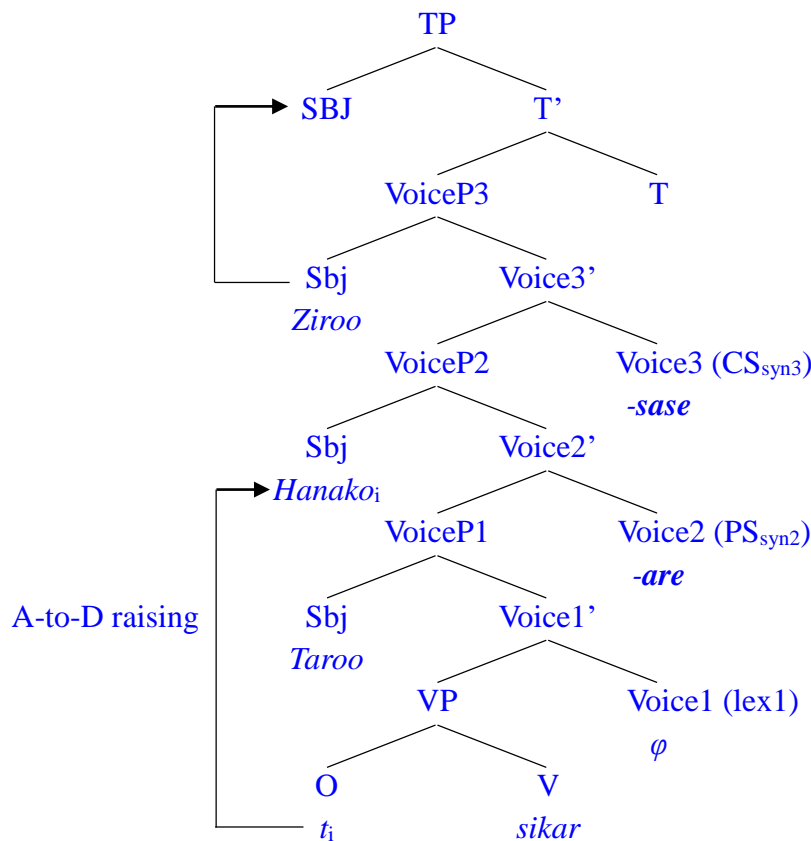 TP
SBJ T’
VoiceP3 T
Sbj Voice3’
Ziroo
VoiceP2 Voice3 (CSsyn3)
-sase
Sbj Voice2’
Hanakoi
VoiceP1 Voice2 (PSsyn2)
-are
A-to-D raising Sbj Voice1’
Taroo
VP Voice1 (lex1)
φ
O V
ti sikar